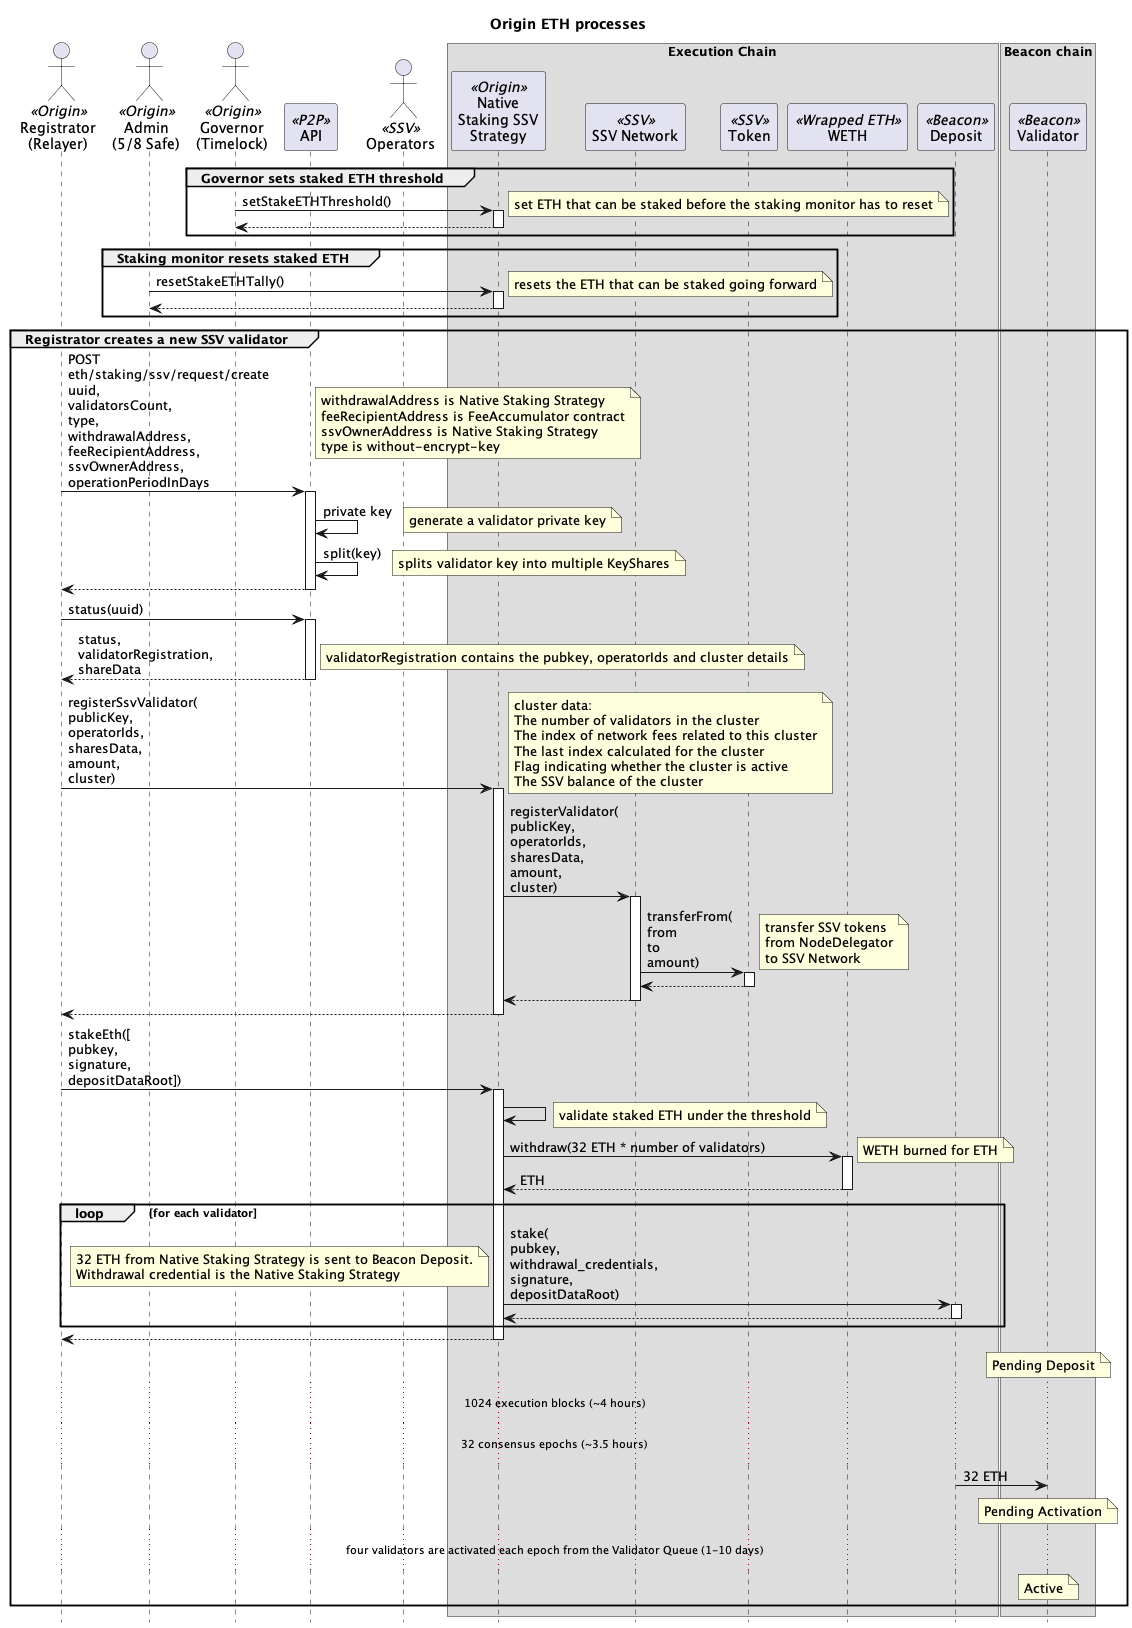 Origin ETH processes
Execution Chain
Beacon chain
«Origin»
Registrator
(Relayer)
«Origin»
Admin
(5/8 Safe)
«Origin»
Governor
(Timelock)
«P2P»
API
«SSV»
Operators
«Origin»
Native
Staking SSV
Strategy
«SSV»
SSV Network
«SSV»
Token
«Wrapped ETH»
WETH
«Beacon»
Deposit
«Beacon»
Validator
Governor sets staked ETH threshold
setStakeETHThreshold()
set ETH that can be staked before the staking monitor has to reset
Staking monitor resets staked ETH
resetStakeETHTally()
resets the ETH that can be staked going forward
Registrator creates a new SSV validator
POST
eth/staking/ssv/request/create
uuid,
validatorsCount,
type,
withdrawalAddress,
feeRecipientAddress,
ssvOwnerAddress,
operationPeriodInDays
withdrawalAddress is Native Staking Strategy
feeRecipientAddress is FeeAccumulator contract
ssvOwnerAddress is Native Staking Strategy
type is without-encrypt-key
private key
generate a validator private key
split(key)
splits validator key into multiple KeyShares
status(uuid)
status,
validatorRegistration,
shareData
validatorRegistration contains the pubkey, operatorIds and cluster details
registerSsvValidator(
publicKey,
operatorIds,
sharesData,
amount,
cluster)
cluster data:
The number of validators in the cluster
The index of network fees related to this cluster
The last index calculated for the cluster
Flag indicating whether the cluster is active
The SSV balance of the cluster
registerValidator(
publicKey,
operatorIds,
sharesData,
amount,
cluster)
transferFrom(
from
to
amount)
transfer SSV tokens
from NodeDelegator
to SSV Network
stakeEth([
pubkey,
signature,
depositDataRoot])
validate staked ETH under the threshold
withdraw(32 ETH * number of validators)
WETH burned for ETH
ETH
loop
[for each validator]
stake(
pubkey,
withdrawal_credentials,
signature,
depositDataRoot)
32 ETH from Native Staking Strategy is sent to Beacon Deposit.
Withdrawal credential is the Native Staking Strategy
Pending Deposit
1024 execution blocks (~4 hours)
32 consensus epochs (~3.5 hours)
32 ETH
Pending Activation
four validators are activated each epoch from the Validator Queue (1-10 days)
Active